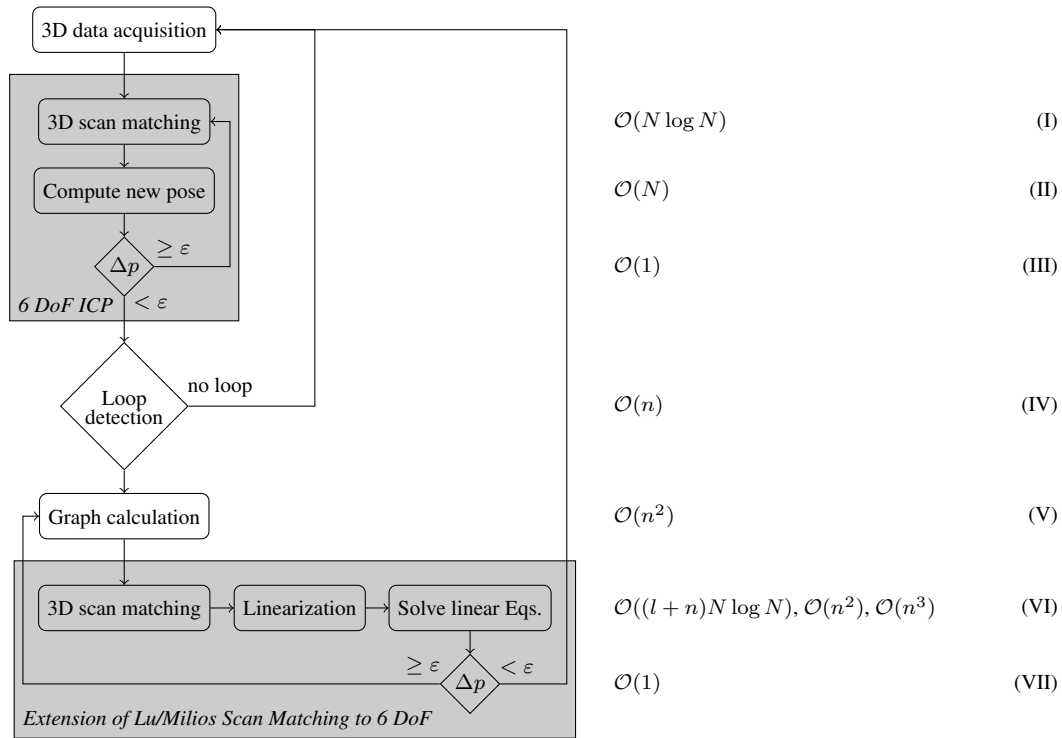 3D data acquisition
3D scan matching
𝒪(N log N)
(I)
Compute new pose
𝒪(N)
(II)
≥ ε
Δp
𝒪(1)
(III)
< ε
6 DoF ICP
no loop
Loop
detection
𝒪(n)
(IV)
Graph calculation
𝒪(n²)
(V)
3D scan matching
Linearization
Solve linear Eqs.
𝒪((l + n)N log N), 𝒪(n²), 𝒪(n³)
(VI)
≥ ε
Δp
< ε
𝒪(1)
(VII)
Extension of Lu/Milios Scan Matching to 6 DoF